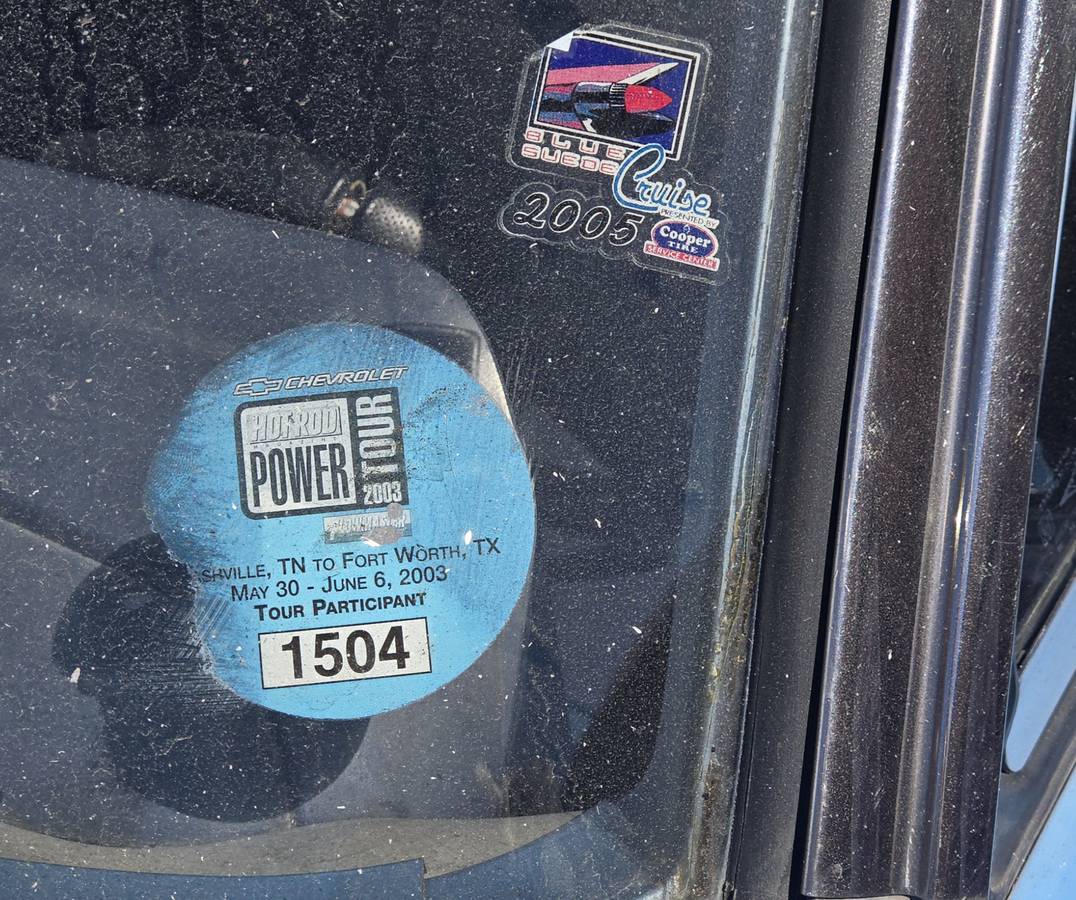 BLUE
SUEDE
Cruise
2005
PRESENTED BY
Cooper
TIRE
SERVICE CENTER
CHEVROLET
HOT ROD
MAGAZINE
POWER
TOUR
2003
SHVILLE, TN TO FORT WORTH, TX
MAY 30 - JUNE 6, 2003
TOUR PARTICIPANT
1504